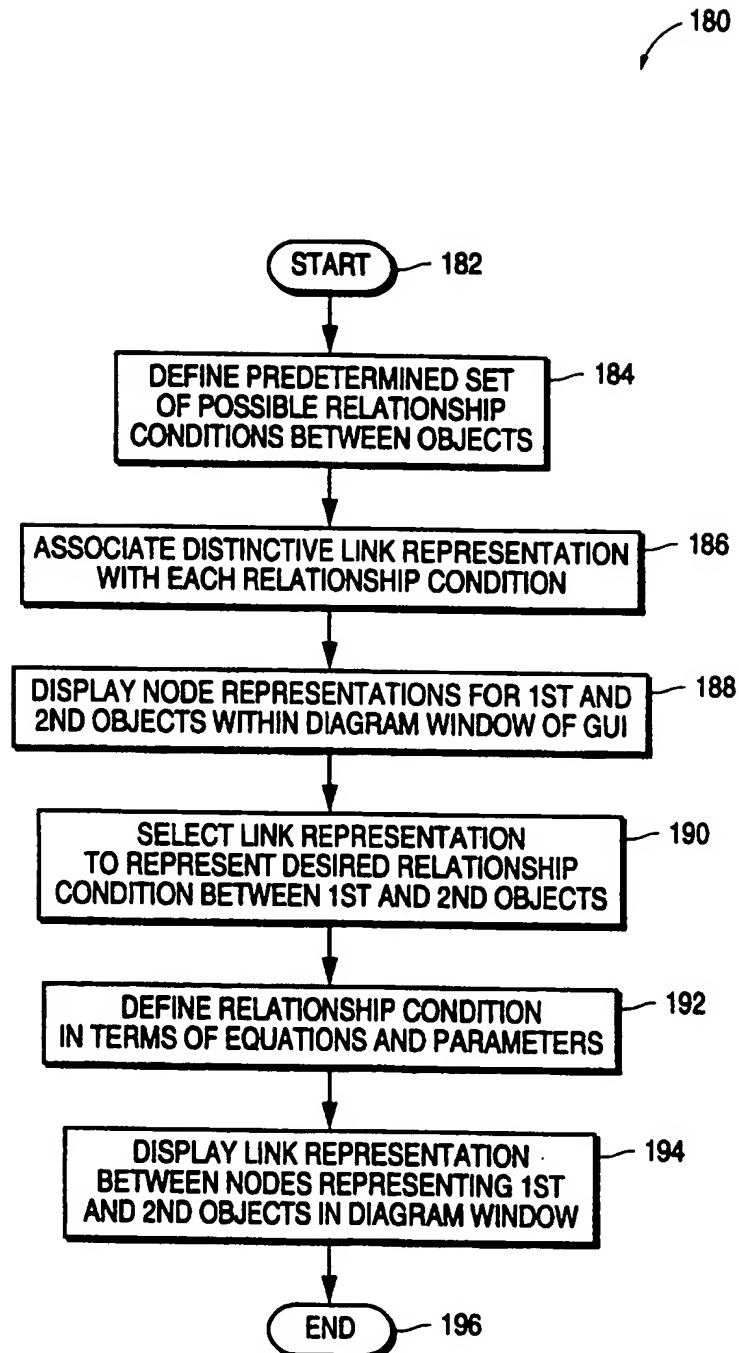 180
START
182
DEFINE PREDETERMINED SET
OF POSSIBLE RELATIONSHIP
CONDITIONS BETWEEN OBJECTS
184
ASSOCIATE DISTINCTIVE LINK REPRESENTATION
WITH EACH RELATIONSHIP CONDITION
186
DISPLAY NODE REPRESENTATIONS FOR 1ST AND
2ND OBJECTS WITHIN DIAGRAM WINDOW OF GUI
188
SELECT LINK REPRESENTATION
TO REPRESENT DESIRED RELATIONSHIP
CONDITION BETWEEN 1ST AND 2ND OBJECTS
190
DEFINE RELATIONSHIP CONDITION
IN TERMS OF EQUATIONS AND PARAMETERS
192
DISPLAY LINK REPRESENTATION
BETWEEN NODES REPRESENTING 1ST
AND 2ND OBJECTS IN DIAGRAM WINDOW
194
END
196